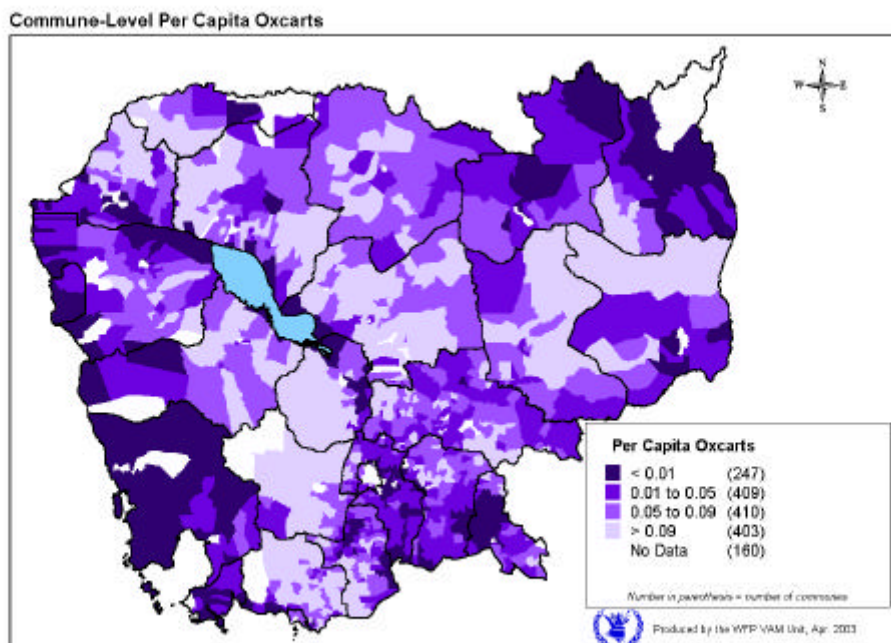 Commune-Level Per Capita Oxcarts
N
W E
S
Per Capita Oxcarts
< 0.01 (247)
0.01 to 0.05 (409)
0.05 to 0.09 (410)
> 0.09 (403)
No Data (160)
Number in parenthesis = number of communes
Produced by the WFP VAM Unit, Apr. 2003